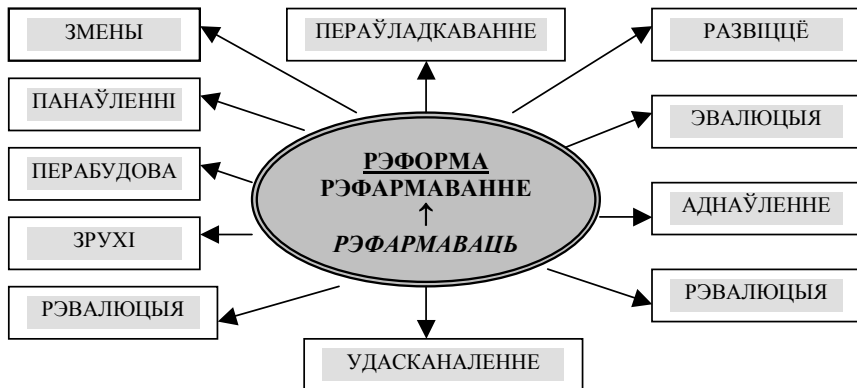 ЗМЕНЫ
ПЕРАЎЛАДКАВАННЕ
РАЗВІЦЦЁ
ПАНАЎЛЕННІ
ЭВАЛЮЦЫЯ
ПЕРАБУДОВА
РЭФОРМА
РЭФАРМАВАННЕ
↑
РЭФАРМАВАЦЬ
АДНАЎЛЕННЕ
ЗРУХІ
РЭВАЛЮЦЫЯ
РЭВАЛЮЦЫЯ
УДАСКАНАЛЕННЕ